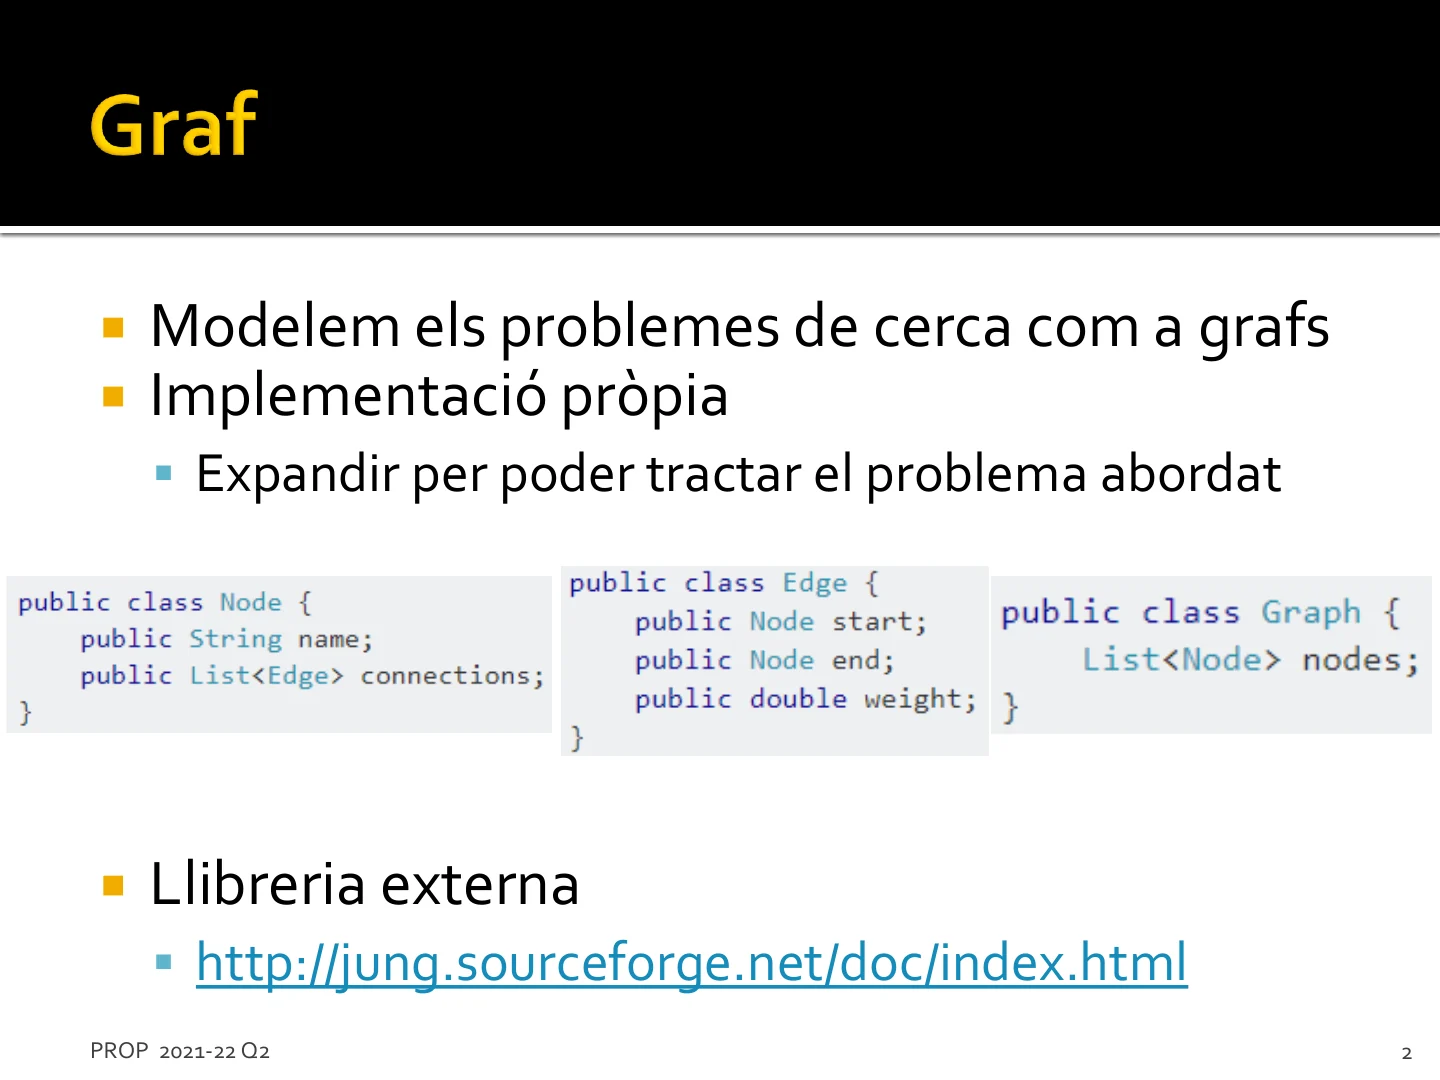 Graf
Modelem els problemes de cerca com a grafs
Implementació pròpia
Expandir per poder tractar el problema abordat
public class Node {
    public String name;
    public List<Edge> connections;
}
public class Edge {
    public Node start;
    public Node end;
    public double weight;
}
public class Graph {
    List<Node> nodes;
}
Llibreria externa
http://jung.sourceforge.net/doc/index.html
PROP 2021-22 Q2
2